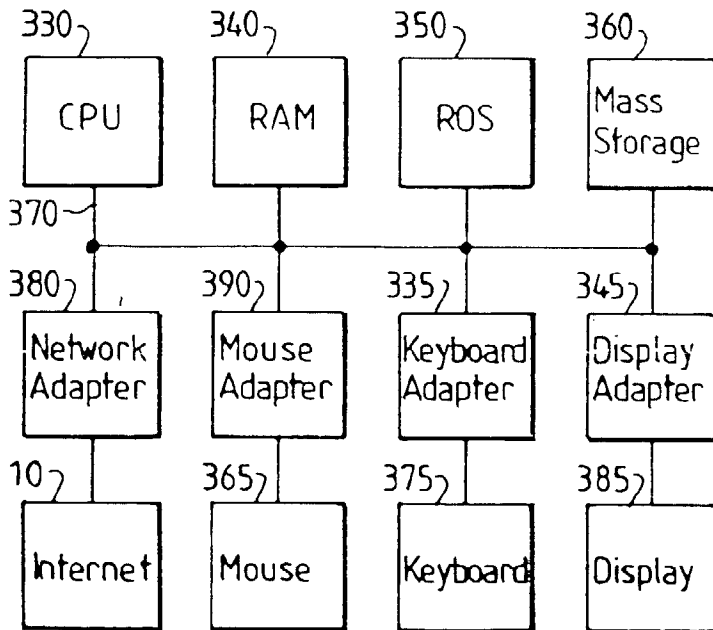 330 340 350 360
CPU RAM ROS Mass Storage
370
380 390 335 345
Network Adapter Mouse Adapter Keyboard Adapter Display Adapter
10 365 375 385
Internet Mouse Keyboard Display